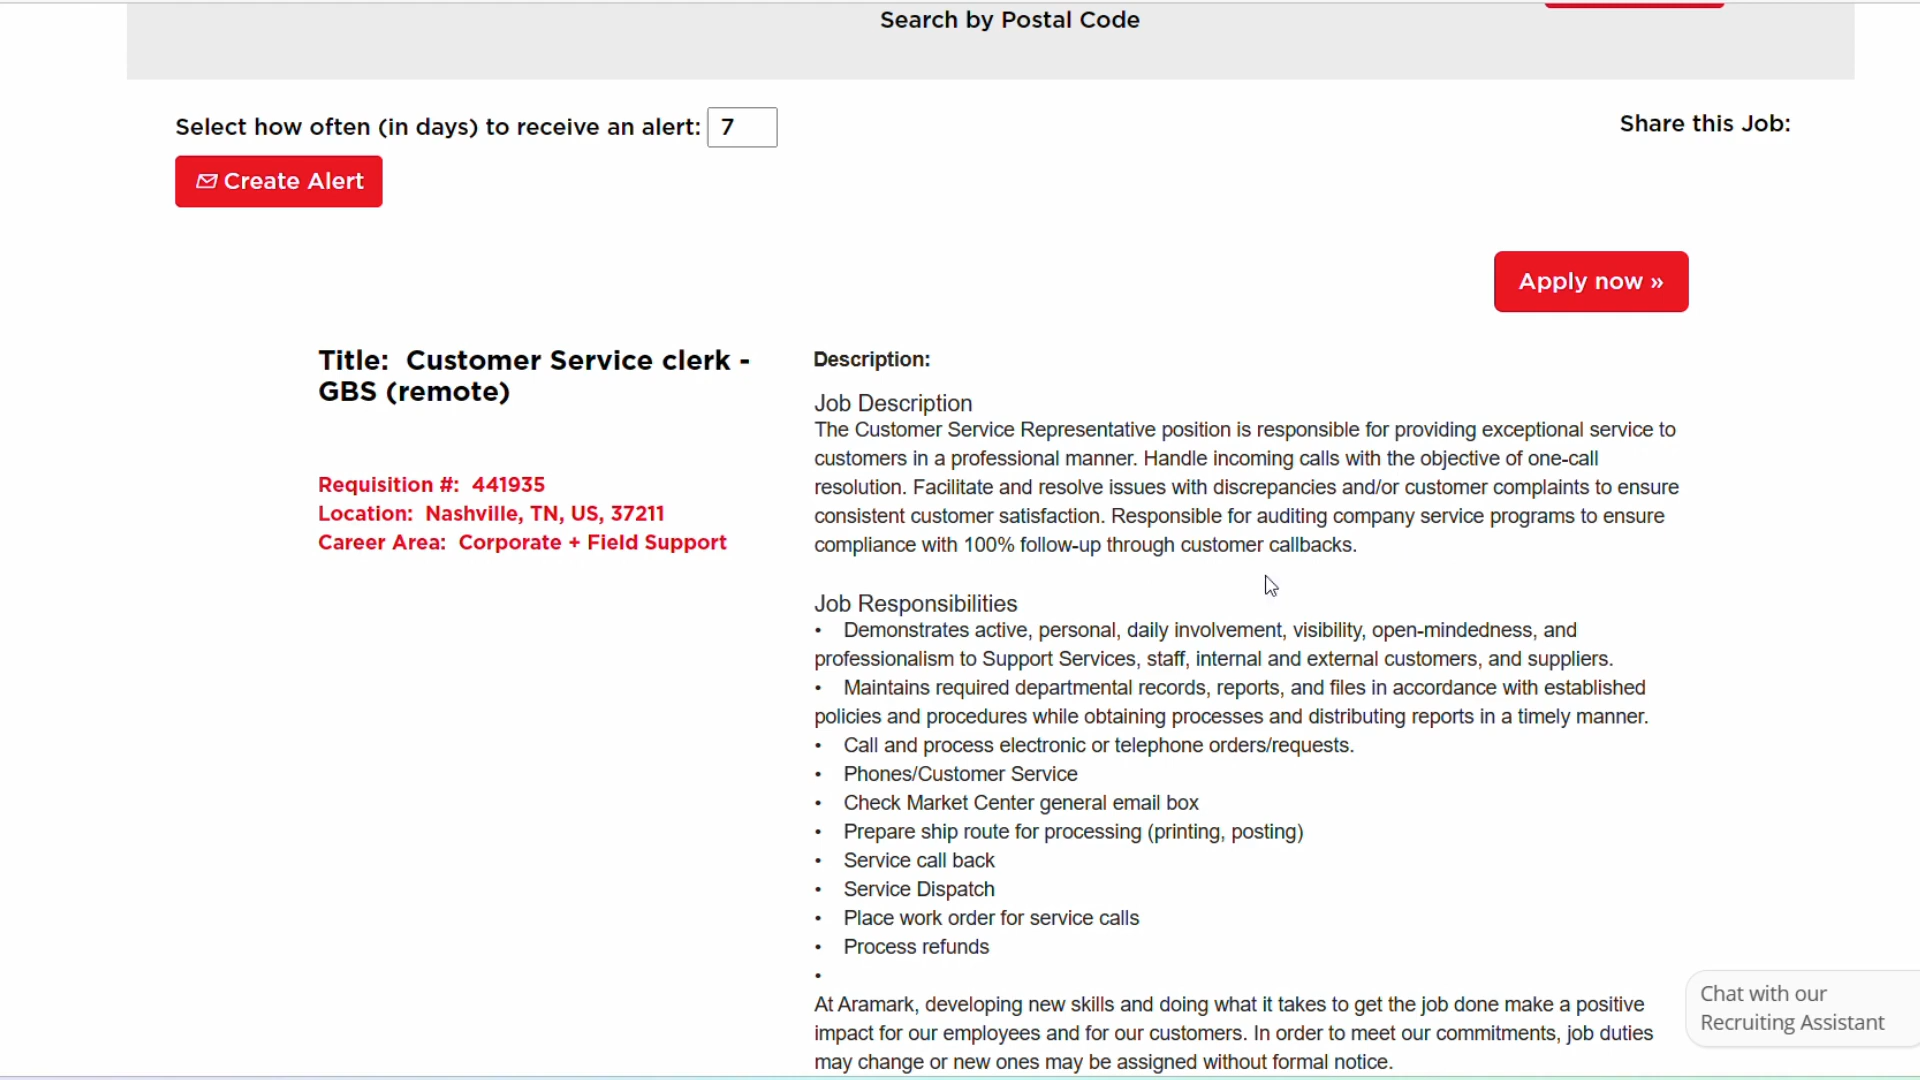 Search by Postal Code
Select how often (in days) to receive an alert: 7
Share this Job:
Create Alert
Apply now »
Title: Customer Service clerk -
GBS (remote)
Requisition #: 441935
Location: Nashville, TN, US, 37211
Career Area: Corporate + Field Support
Description:
Job Description
The Customer Service Representative position is responsible for providing exceptional service to
customers in a professional manner. Handle incoming calls with the objective of one-call
resolution. Facilitate and resolve issues with discrepancies and/or customer complaints to ensure
consistent customer satisfaction. Responsible for auditing company service programs to ensure
compliance with 100% follow-up through customer callbacks.
Job Responsibilities
• Demonstrates active, personal, daily involvement, visibility, open-mindedness, and
professionalism to Support Services, staff, internal and external customers, and suppliers.
• Maintains required departmental records, reports, and files in accordance with established
policies and procedures while obtaining processes and distributing reports in a timely manner.
• Call and process electronic or telephone orders/requests.
• Phones/Customer Service
• Check Market Center general email box
• Prepare ship route for processing (printing, posting)
• Service call back
• Service Dispatch
• Place work order for service calls
• Process refunds
•
At Aramark, developing new skills and doing what it takes to get the job done make a positive
impact for our employees and for our customers. In order to meet our commitments, job duties
may change or new ones may be assigned without formal notice.
Chat with our
Recruiting Assistant